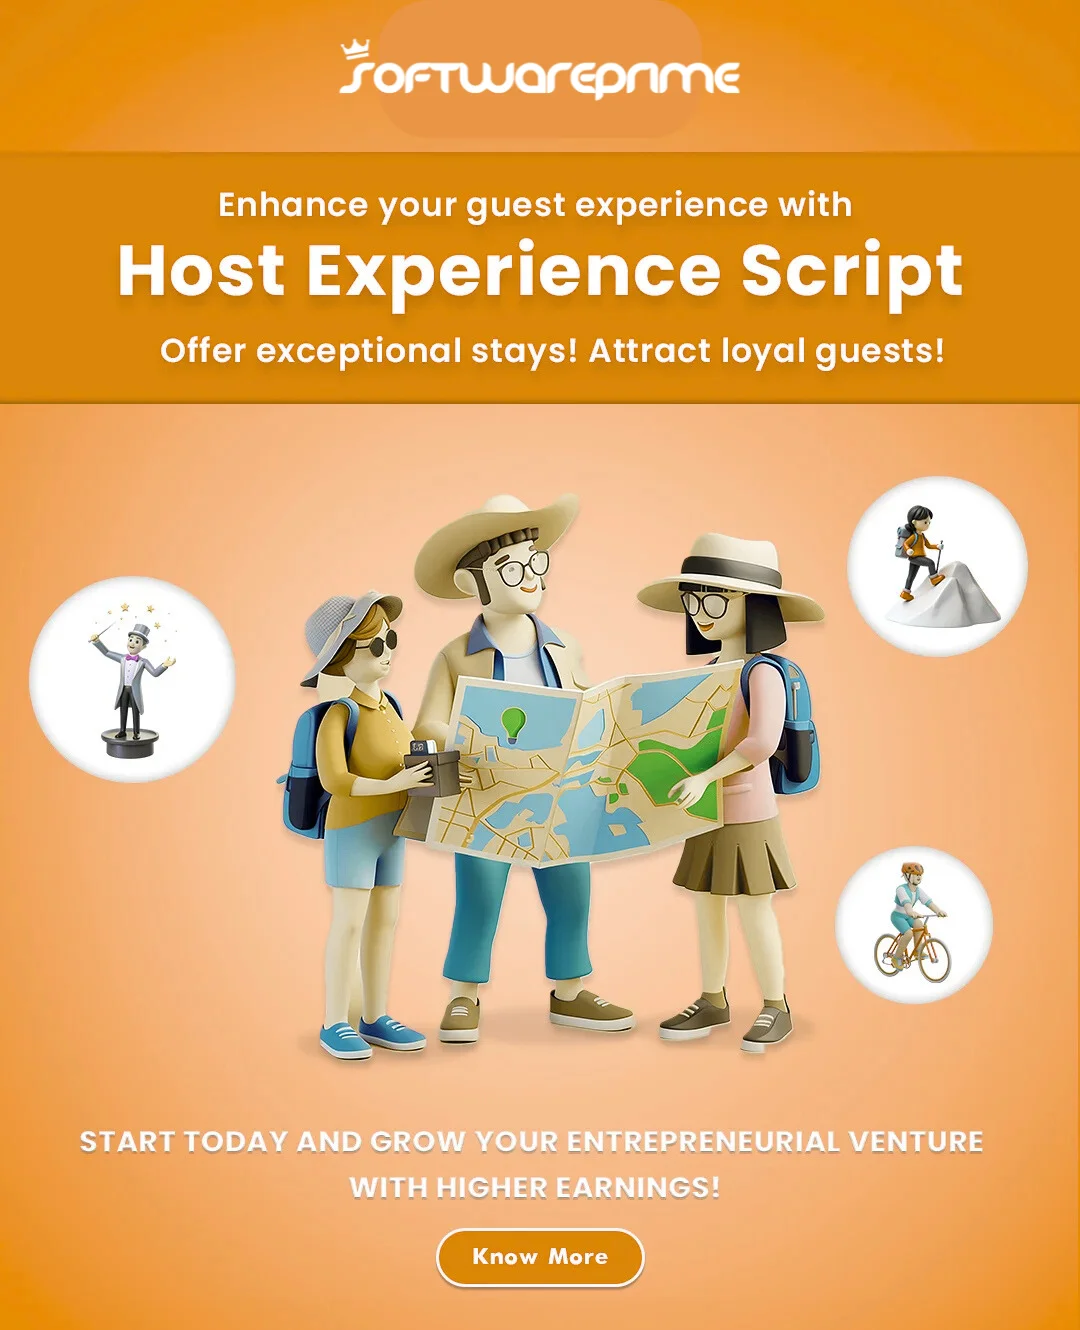 SOFTWAREPRIME
Enhance your guest experience with
Host Experience Script
Offer exceptional stays! Attract loyal guests!
START TODAY AND GROW YOUR ENTREPRENEURIAL VENTURE
WITH HIGHER EARNINGS!
Know More